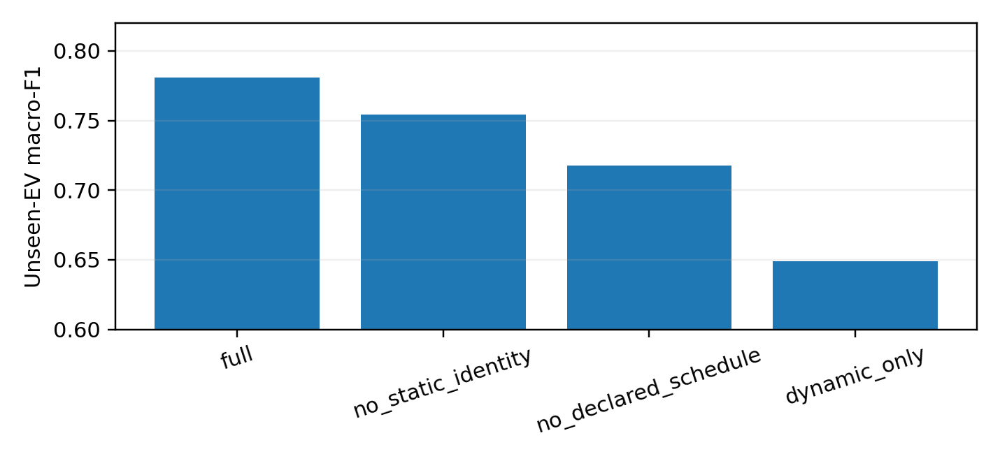 Unseen-EV macro-F1
0.80
0.75
0.70
0.65
0.60
full
no_static_identity
no_declared_schedule
dynamic_only